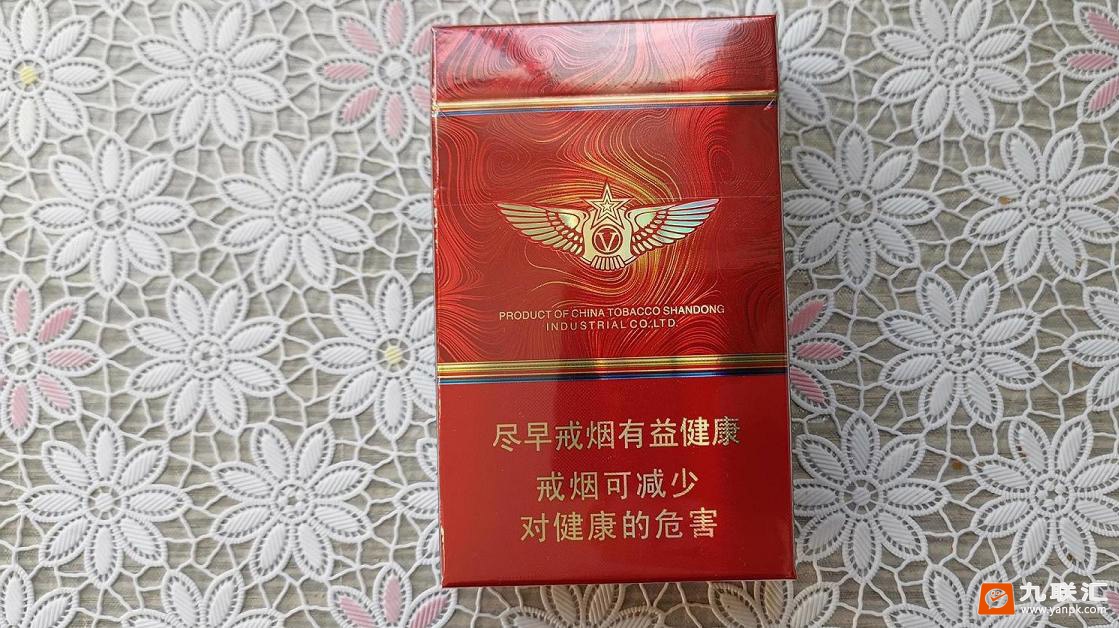 V
PRODUCT OF CHINA TOBACCO SHANDONG
INDUSTRIAL CO.LTD.
尽早戒烟有益健康
戒烟可减少
对健康的危害
九联汇
www.yanpk.com